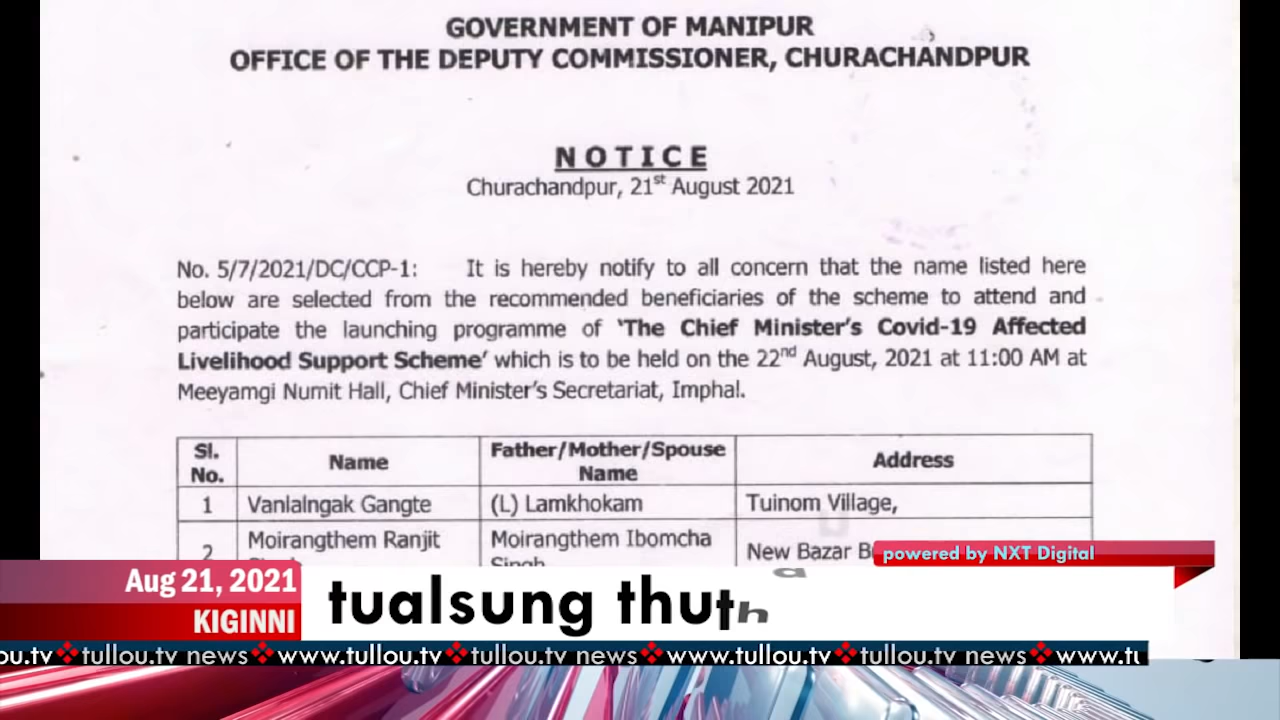 GOVERNMENT OF MANIPUR
OFFICE OF THE DEPUTY COMMISSIONER, CHURACHANDPUR
NOTICE
Churachandpur, 21st August 2021
No. 5/7/2021/DC/CCP-1: It is hereby notify to all concern that the name listed here
below are selected from the recommended beneficiaries of the scheme to attend and
participate the launching programme of 'The Chief Minister's Covid-19 Affected
Livelihood Support Scheme' which is to be held on the 22nd August, 2021 at 11:00 AM at
Meeyamgi Numit Hall, Chief Minister's Secretariat, Imphal.
Sl. No. Name Father/Mother/Spouse Name Address
1 Vanlalngak Gangte (L) Lamkhokam Tuinom Village,
2 Moirangthem Ranjit Moirangthem Ibomcha New Bazar
Singh
powered by NXT Digital
Aug 21, 2021
KIGINNI
tualsung thuth
ou.tv tullou.tv news www.tullou.tv tullou.tv news www.tullou.tv tullou.tv news www.tu